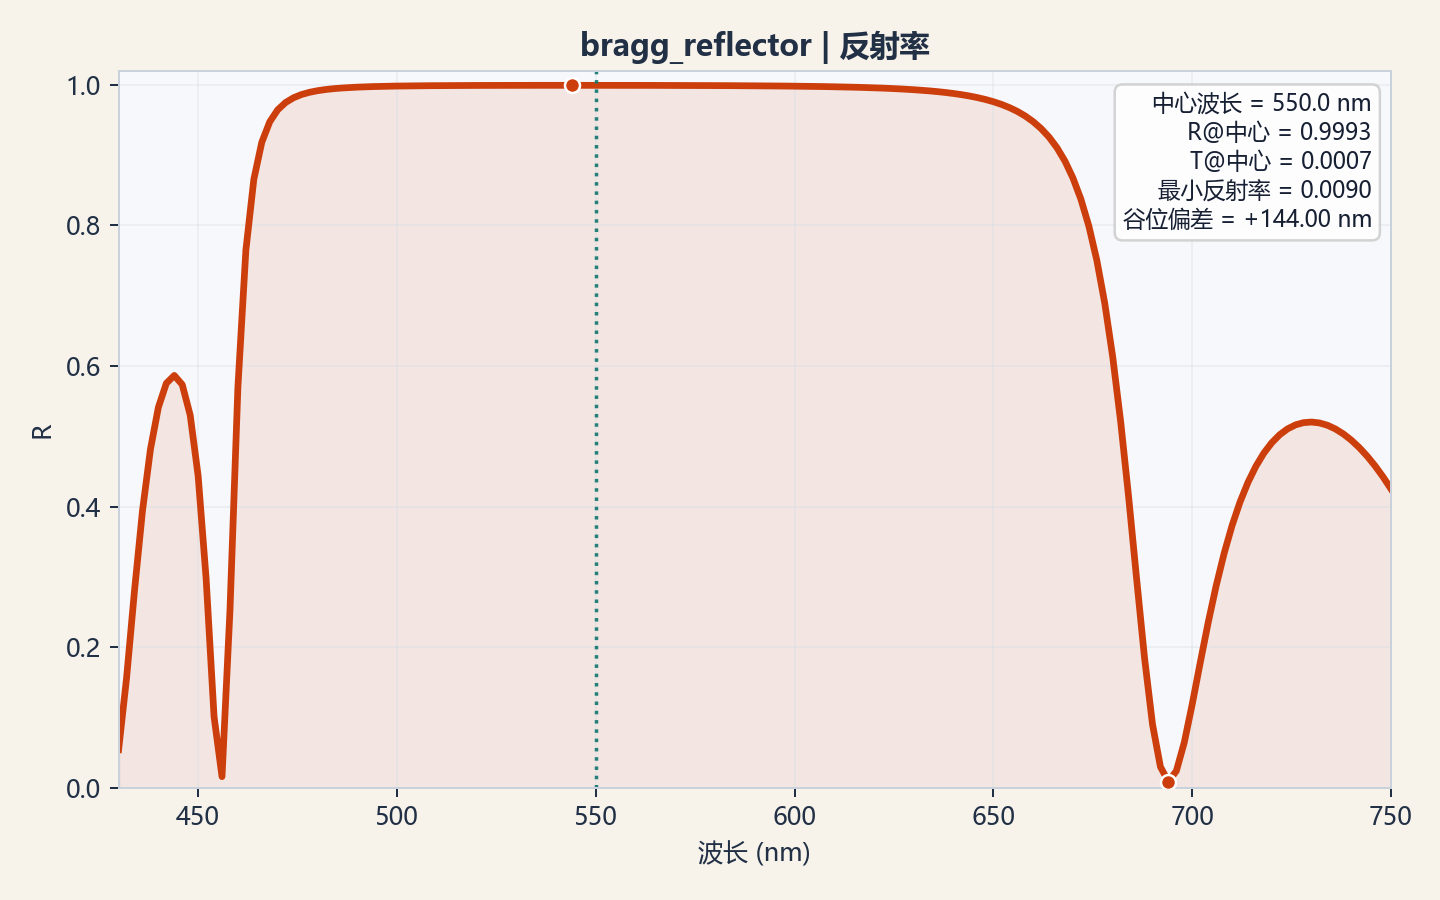 bragg_reflector | 反射率
中心波长 = 550.0 nm
R@中心 = 0.9993
T@中心 = 0.0007
最小反射率 = 0.0090
谷位偏差 = +144.00 nm
R
1.0
0.8
0.6
0.4
0.2
0.0
450
500
550
600
650
700
750
波长 (nm)